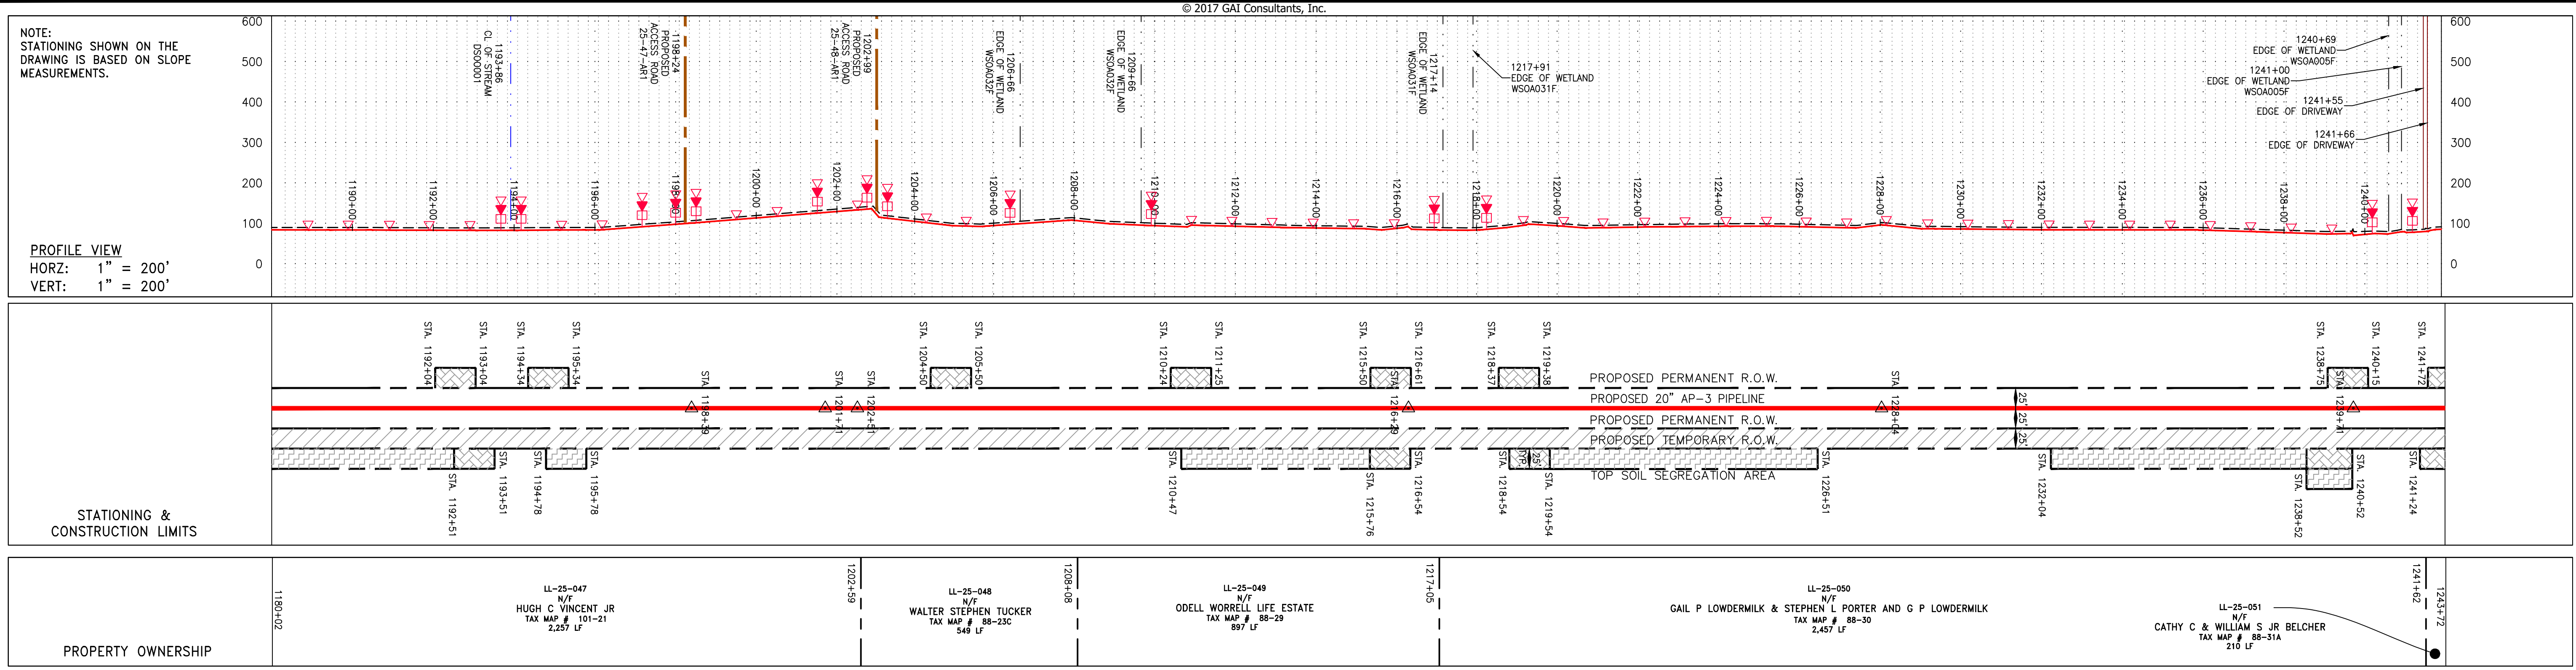 © 2017 GAI Consultants, Inc.
NOTE:
STATIONING SHOWN ON THE
DRAWING IS BASED ON SLOPE
MEASUREMENTS.
PROFILE VIEW
HORZ: 1" = 200'
VERT: 1" = 200'
600
500
400
300
200
100
0
1193+86
CL OF STREAM
DSO0001
1198+24
PROPOSED
ACCESS ROAD
25-47-AR1
1202+99
PROPOSED
ACCESS ROAD
25-48-AR1
1206+66
EDGE OF WETLAND
WSOA032F
1209+66
EDGE OF WETLAND
WSOA032F
1217+14
EDGE OF WETLAND
WSOA031F
1217+91
EDGE OF WETLAND
WSOA031F
1240+69
EDGE OF WETLAND
WSOA005F
1241+00
EDGE OF WETLAND
WSOA005F
1241+55
EDGE OF DRIVEWAY
1241+66
EDGE OF DRIVEWAY
1190+00
1192+00
1194+00
1196+00
1198+00
1200+00
1202+00
1204+00
1206+00
1208+00
1210+00
1212+00
1214+00
1216+00
1218+00
1220+00
1222+00
1224+00
1226+00
1228+00
1230+00
1232+00
1234+00
1236+00
1238+00
1240+00
600
500
400
300
200
100
0
STATIONING &
CONSTRUCTION LIMITS
STA. 1192+04
STA. 1193+04
STA. 1194+34
STA. 1195+34
STA. 1198+39
STA. 1201+71
STA. 1202+51
STA. 1204+50
STA. 1205+50
STA. 1210+24
STA. 1211+25
STA. 1215+50
STA. 1216+29
STA. 1216+61
STA. 1218+37
STA. 1219+38
STA. 1228+04
STA. 1238+75
STA. 1239+71
STA. 1240+15
STA. 1241+72
PROPOSED PERMANENT R.O.W.
PROPOSED 20" AP-3 PIPELINE
PROPOSED PERMANENT R.O.W.
PROPOSED TEMPORARY R.O.W.
TOP SOIL SEGREGATION AREA
25'
25'
25'
25'
TYP.
STA. 1192+51
STA. 1193+51
STA. 1194+78
STA. 1195+78
STA. 1210+47
STA. 1215+76
STA. 1216+54
STA. 1218+54
STA. 1219+54
STA. 1226+51
STA. 1232+04
STA. 1238+52
STA. 1240+52
STA. 1241+24
PROPERTY OWNERSHIP
1180+02
LL-25-047
N/F
HUGH C VINCENT JR
TAX MAP # 101-21
2,257 LF
1202+59
LL-25-048
N/F
WALTER STEPHEN TUCKER
TAX MAP # 88-23C
549 LF
1208+08
LL-25-049
N/F
ODELL WORRELL LIFE ESTATE
TAX MAP # 88-29
897 LF
1217+05
LL-25-050
N/F
GAIL P LOWDERMILK & STEPHEN L PORTER AND G P LOWDERMILK
TAX MAP # 88-30
2,457 LF
LL-25-051
N/F
CATHY C & WILLIAM S JR BELCHER
TAX MAP # 88-31A
210 LF
1241+62
1243+72